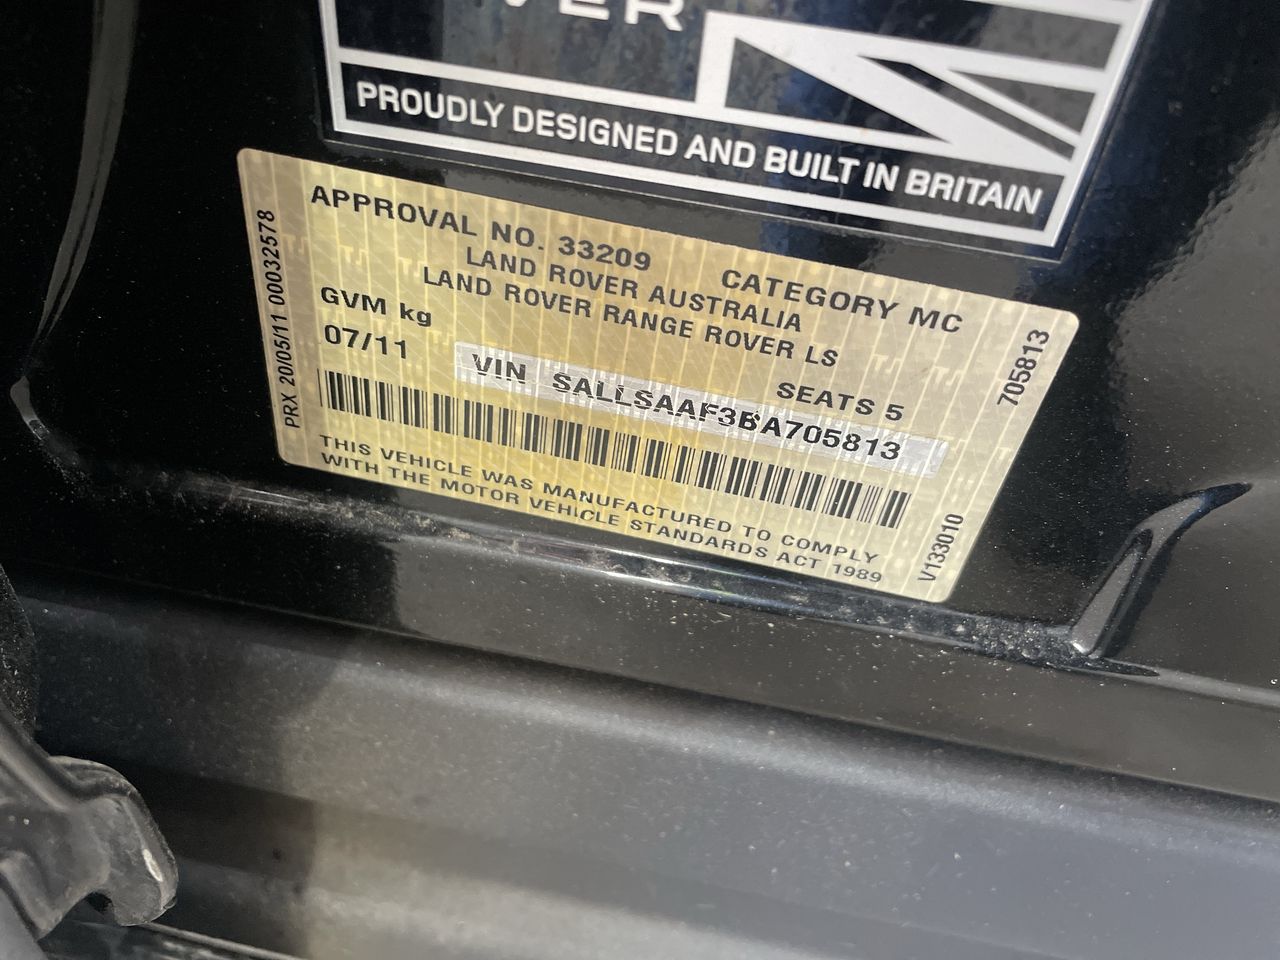 VER
PROUDLY DESIGNED AND BUILT IN BRITAIN
APPROVAL NO. 33209 CATEGORY MC
LAND ROVER AUSTRALIA
LAND ROVER RANGE ROVER LS
GVM kg
07/11
SEATS 5
VIN SALLSAAF3BA705813
THIS VEHICLE WAS MANUFACTURED TO COMPLY
WITH THE MOTOR VEHICLE STANDARDS ACT 1989
PRX 20/05/11 00032578
705813
V133010